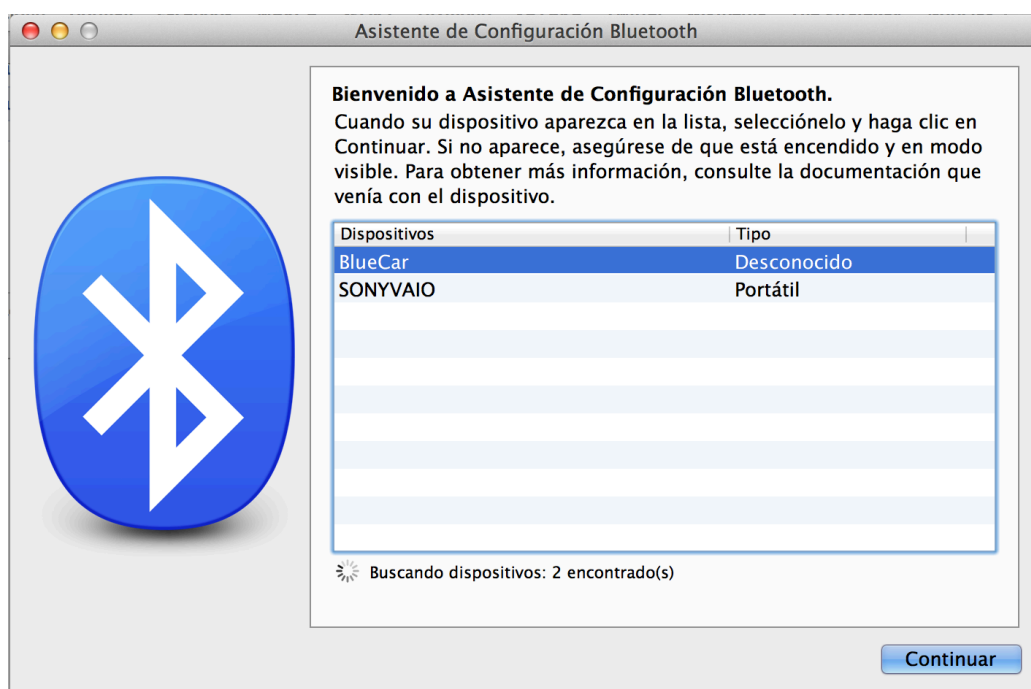 Asistente de Configuración Bluetooth
Bienvenido a Asistente de Configuración Bluetooth.
Cuando su dispositivo aparezca en la lista, selecciónelo y haga clic en
Continuar. Si no aparece, asegúrese de que está encendido y en modo
visible. Para obtener más información, consulte la documentación que
venía con el dispositivo.
Dispositivos Tipo
BlueCar Desconocido
SONYVAIO Portátil
Buscando dispositivos: 2 encontrado(s)
Continuar